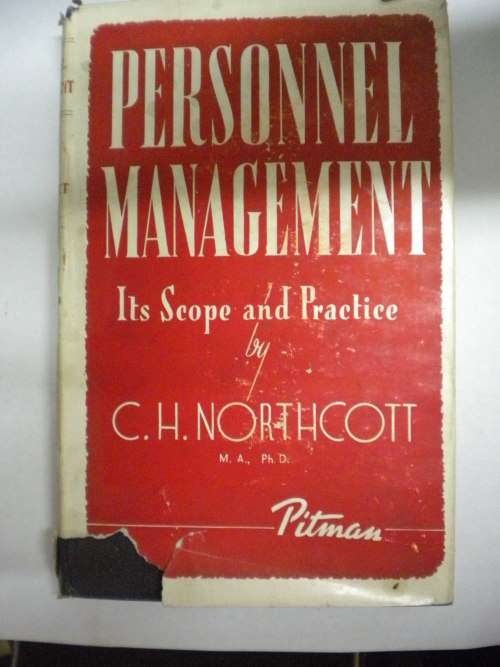 PERSONNEL
MANAGEMENT
Its Scope and Practice
by
C.H. NORTHCOTT
M. A., Ph. D.
Pitman